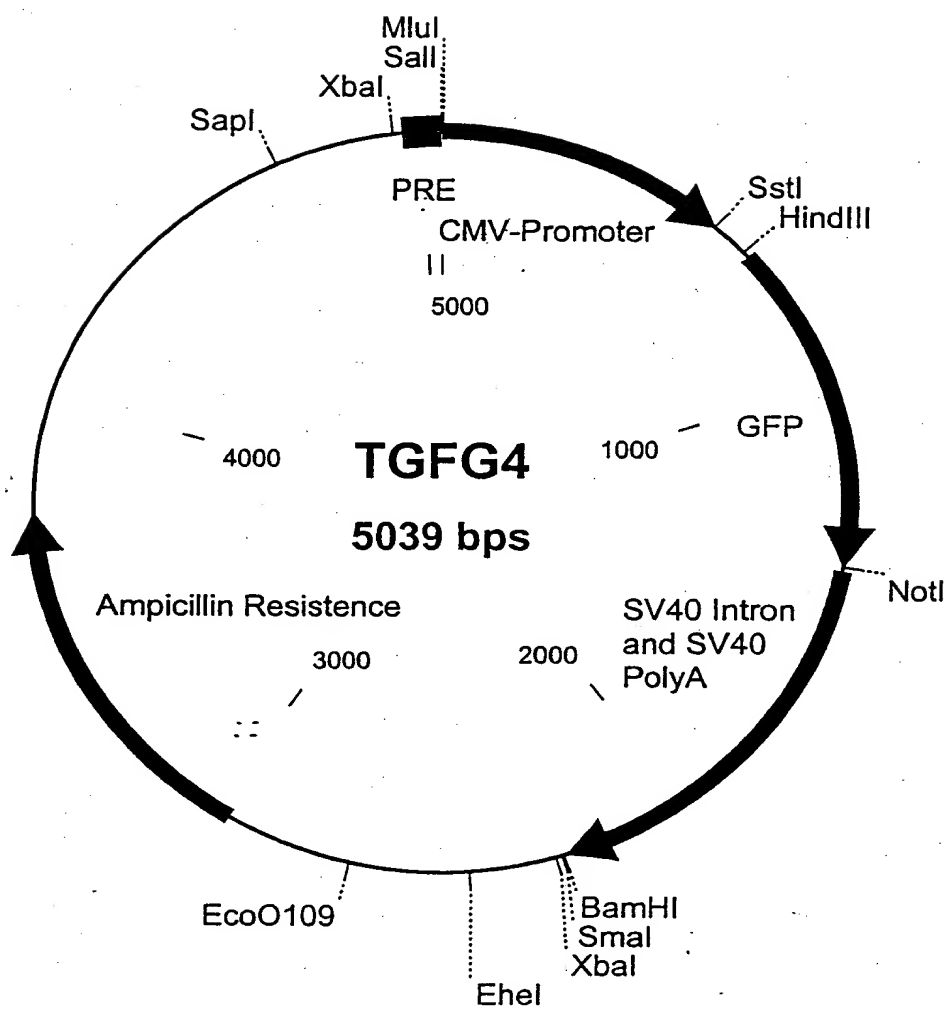 MluI
SalI
XbaI
SapI
PRE
SstI
HindIII
CMV-Promoter
5000
GFP
1000
4000
TGFG4
5039 bps
NotI
Ampicillin Resistence
SV40 Intron
and SV40
PolyA
3000
2000
EcoO109
BamHI
SmaI
XbaI
EheI